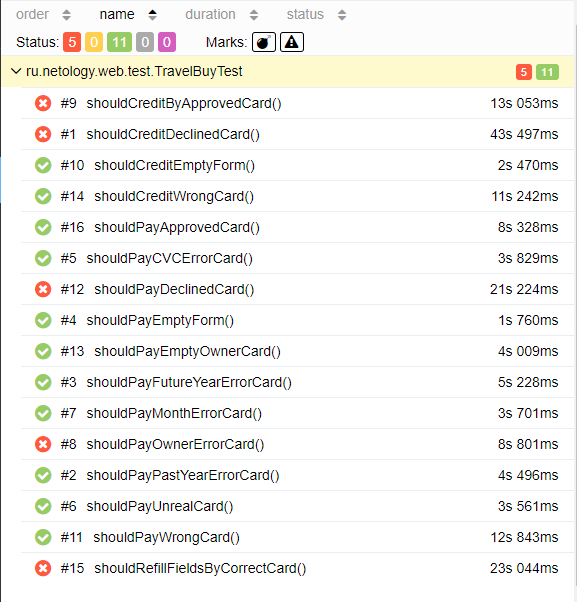 order name duration status
Status: 5 0 11 0 0 Marks:
ru.netology.web.test.TravelBuyTest 5 11
#9 shouldCreditByApprovedCard() 13s 053ms
#1 shouldCreditDeclinedCard() 43s 497ms
#10 shouldCreditEmptyForm() 2s 470ms
#14 shouldCreditWrongCard() 11s 242ms
#16 shouldPayApprovedCard() 8s 328ms
#5 shouldPayCVCErrorCard() 3s 829ms
#12 shouldPayDeclinedCard() 21s 224ms
#4 shouldPayEmptyForm() 1s 760ms
#13 shouldPayEmptyOwnerCard() 4s 009ms
#3 shouldPayFutureYearErrorCard() 5s 228ms
#7 shouldPayMonthErrorCard() 3s 701ms
#8 shouldPayOwnerErrorCard() 8s 801ms
#2 shouldPayPastYearErrorCard() 4s 496ms
#6 shouldPayUnrealCard() 3s 561ms
#11 shouldPayWrongCard() 12s 843ms
#15 shouldRefillFieldsByCorrectCard() 23s 044ms